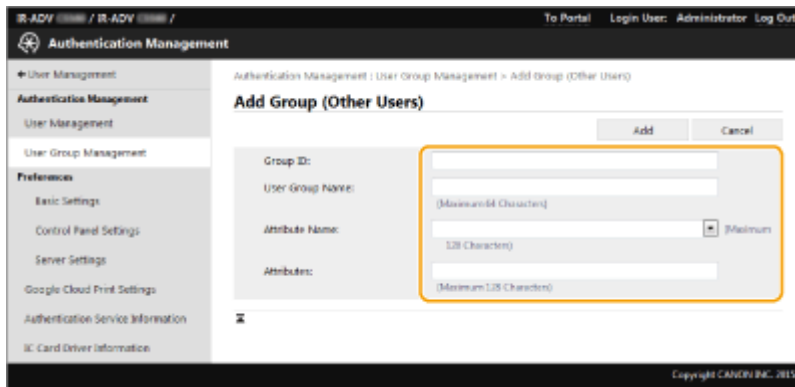 IR-ADV / IR-ADV /
To Portal Login User: Administrator Log Out
Authentication Management
User Management
Authentication Management
User Management
User Group Management
Preferences
Basic Settings
Control Panel Settings
Server Settings
Google Cloud Print Settings
Authentication Service Information
IC Card Driver Information
Authentication Management : User Group Management > Add Group (Other Users)
Add Group (Other Users)
Add Cancel
Group ID:
User Group Name:
(Maximum 64 Characters)
Attribute Name: (Maximum
128 Characters)
Attributes:
(Maximum 128 Characters)
Copyright CANON INC. 2015